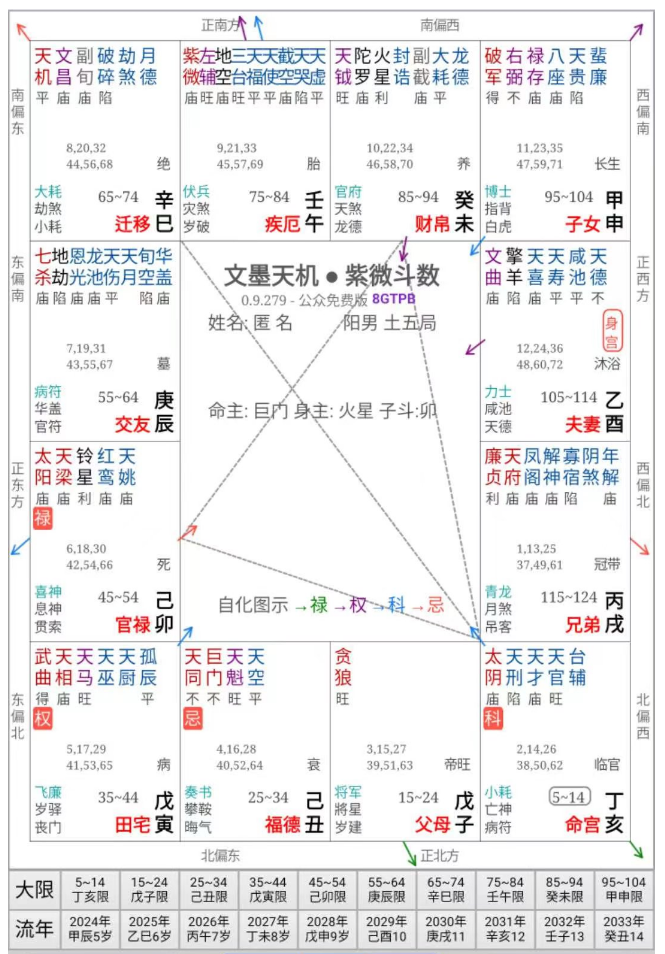 正南方 南偏西
南偏东
东偏南
正东方
东偏北
西偏南
正西方
西偏北
北偏西
天文副破劫月
机昌旬碎煞德
平庙庙陷
8,20,32
44,56,68 绝
大耗
劫煞 65~74 辛
小耗 迁移 巳
紫左地三天天截天天
微辅空台福使空哭虚
庙旺庙旺平平庙陷平
9,21,33
45,57,69 胎
伏兵
灾煞 75~84 壬
岁破 疾厄 午
天陀火封副大龙
钺罗星诰截耗德
旺庙利 庙平
10,22,34
46,58,70 养
官府
天煞 85~94 癸
龙德 财帛 未
破右禄八天蜚
军弼存座贵廉
得不庙庙陷
11,23,35
47,59,71 长生
博士
指背 95~104 甲
白虎 子女 申
七地恩龙天天旬华
杀劫光池伤月空盖
庙陷庙庙平 陷庙
7,19,31
43,55,67 墓
病符
华盖 55~64 庚
官符 交友 辰
文墨天机 ● 紫微斗数
0.9.279 - 公众免费版 8GTPB
姓名: 匿 名 阳男 土五局
命主: 巨门 身主: 火星 子斗:卯
自化图示 →禄 →权 →科 →忌
文擎天天咸天
曲羊喜寿池德
庙陷庙平平不
身宫
12,24,36
48,60,72 沐浴
力士
咸池 105~114 乙
天德 夫妻 酉
太天铃红天
阳梁星鸾姚
庙庙利庙庙
禄
6,18,30
42,54,66 死
喜神
息神 45~54 己
贯索 官禄 卯
廉天凤解寡阴年
贞府阁神宿煞解
利庙庙庙陷 庙
1,13,25
37,49,61 冠带
青龙
月煞 115~124 丙
吊客 兄弟 戌
武天天天天孤
曲相马巫厨辰
得庙旺 平
权
5,17,29
41,53,65 病
飞廉
岁驿 35~44 戊
丧门 田宅 寅
天巨天天
同门魁空
不不旺平
忌
4,16,28
40,52,64 衰
奏书
攀鞍 25~34 己
晦气 福德 丑
贪
狼
旺
3,15,27
39,51,63 帝旺
将军
將星 15~24 戊
岁建 父母 子
太天天天台
阴刑才官辅
庙陷庙旺
科
2,14,26
38,50,62 临官
小耗
亡神 5~14 丁
病符 命宫 亥
北偏东 正北方
大限 5~14 15~24 25~34 35~44 45~54 55~64 65~74 75~84 85~94 95~104
丁亥限 戊子限 己丑限 戊寅限 己卯限 庚辰限 辛巳限 壬午限 癸未限 甲申限
流年 2024年 2025年 2026年 2027年 2028年 2029年 2030年 2031年 2032年 2033年
甲辰5岁 乙巳6岁 丙午7岁 丁未8岁 戊申9岁 己酉10 庚戌11 辛亥12 壬子13 癸丑14